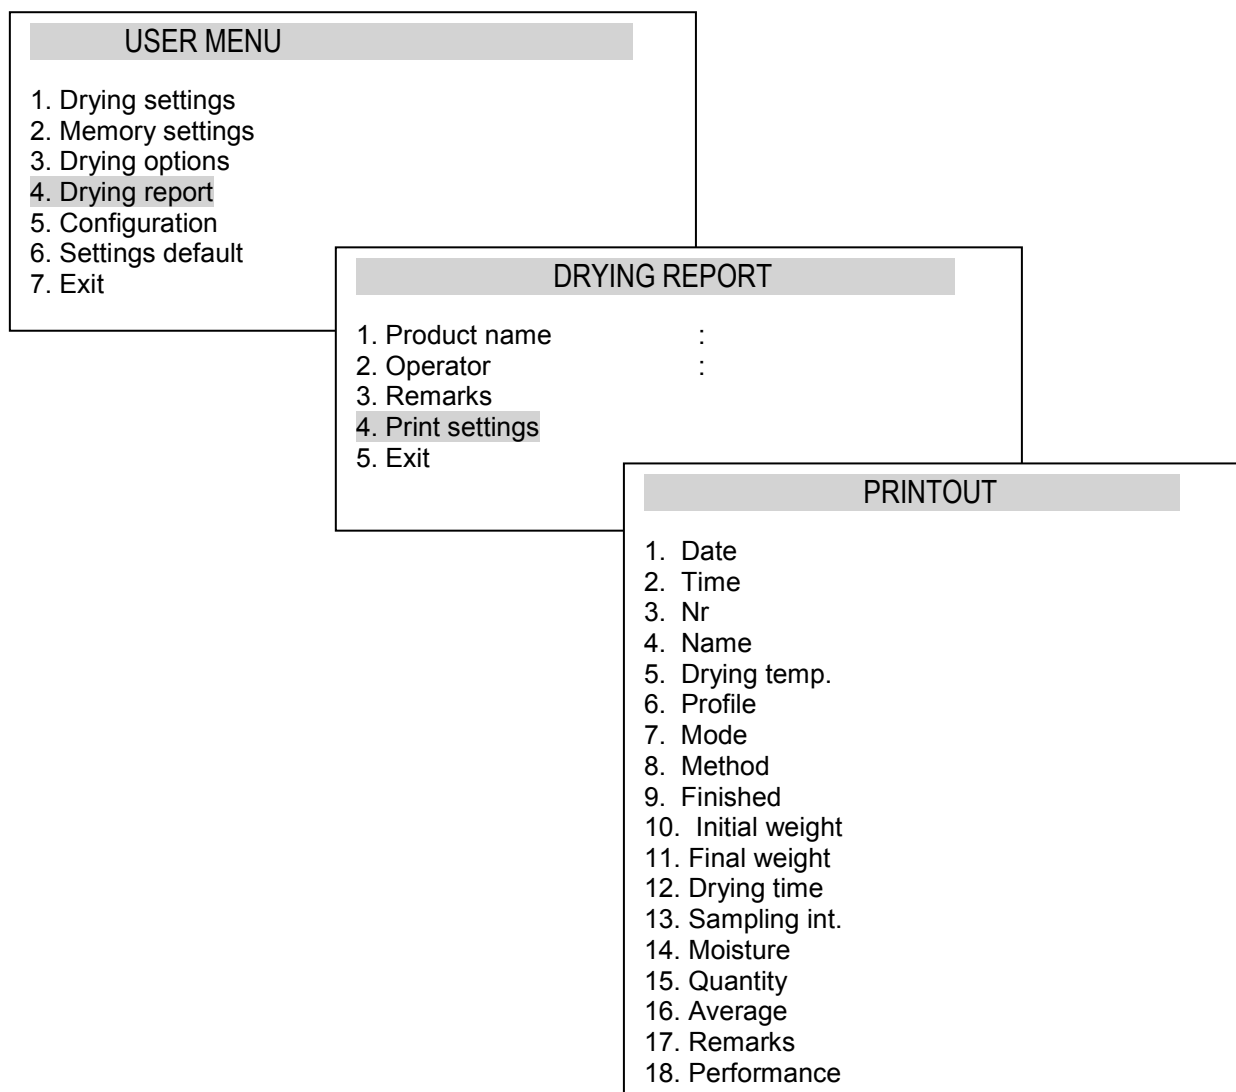 USER MENU
1. Drying settings
2. Memory settings
3. Drying options
4. Drying report
5. Configuration
6. Settings default
7. Exit
DRYING REPORT
1. Product name :
2. Operator :
3. Remarks
4. Print settings
5. Exit
PRINTOUT
1. Date
2. Time
3. Nr
4. Name
5. Drying temp.
6. Profile
7. Mode
8. Method
9. Finished
10. Initial weight
11. Final weight
12. Drying time
13. Sampling int.
14. Moisture
15. Quantity
16. Average
17. Remarks
18. Performance